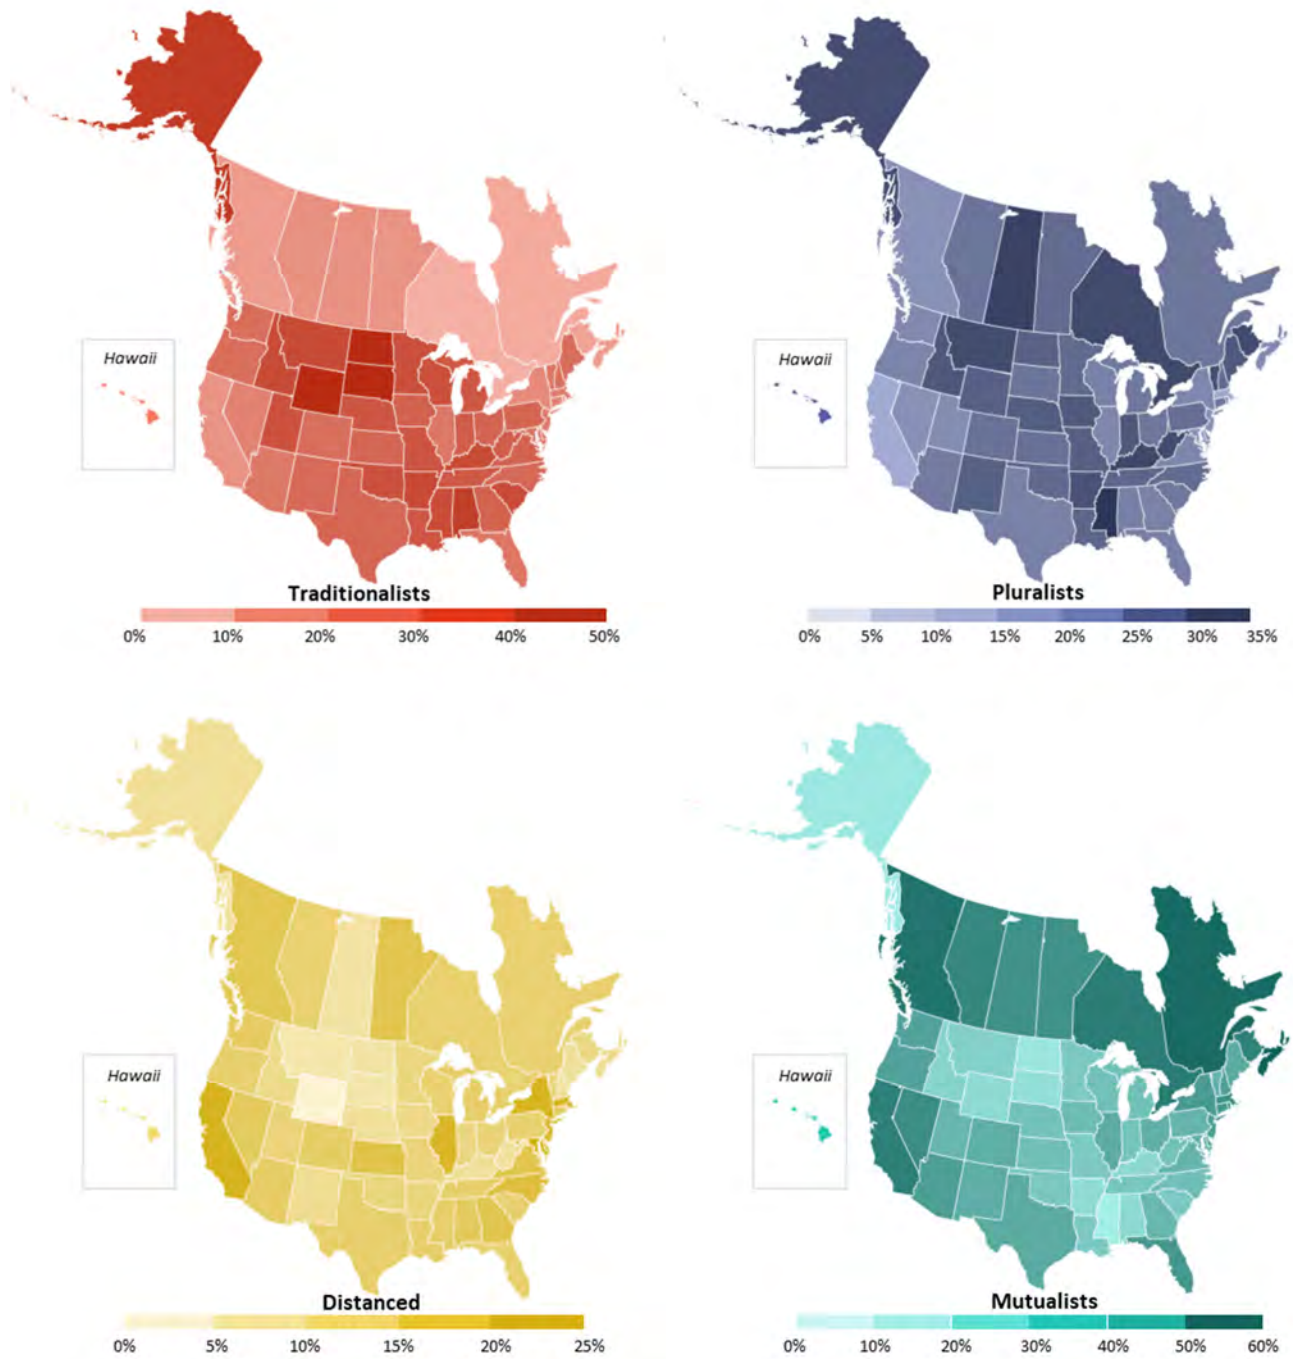 Hawaii
Hawaii
Traditionalists
Pluralists
0% 10% 20% 30% 40% 50%
0% 5% 10% 15% 20% 25% 30% 35%
Hawaii
Hawaii
Distanced
Mutualists
0% 5% 10% 15% 20% 25%
0% 10% 20% 30% 40% 50% 60%